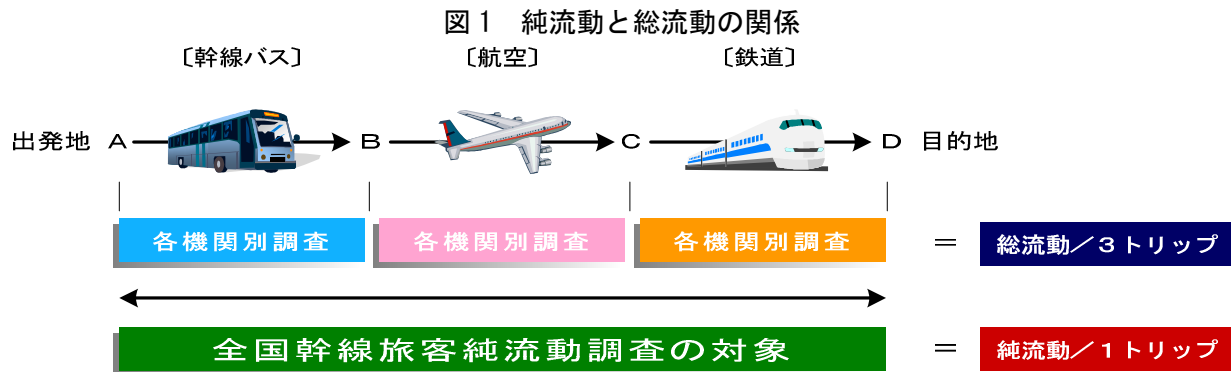 図１　純流動と総流動の関係
〔幹線バス〕　〔航空〕　〔鉄道〕
出発地　A　B　C　D　目的地
各機関別調査　各機関別調査　各機関別調査　＝　総流動／３トリップ
全国幹線旅客純流動調査の対象　＝　純流動／１トリップ